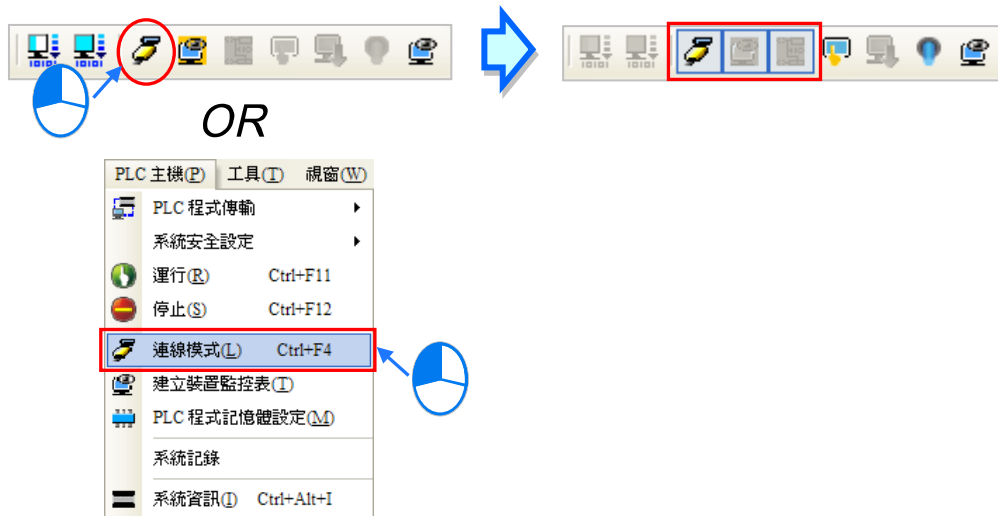 OR
PLC 主機(P) 工具(T) 視窗(W)
PLC 程式傳輸
系統安全設定
運行(R) Ctrl+F11
停止(S) Ctrl+F12
連線模式(L) Ctrl+F4
建立裝置監控表(T)
PLC 程式記憶體設定(M)
系統記錄
系統資訊(I) Ctrl+Alt+I